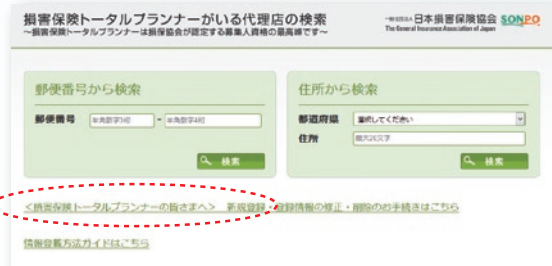 損害保険トータルプランナーがいる代理店の検索
～損害保険トータルプランナーは損保協会が認定する募集人資格の最高峰です～
一般社団法人 日本損害保険協会 SONPO
The General Insurance Association of Japan
郵便番号から検索
郵便番号 半角数字3桁 - 半角数字4桁
検索
住所から検索
都道府県 選択してください
住所 最大25文字
検索
<損害保険トータルプランナーの皆さまへ> 新規登録・登録情報の修正・削除のお手続きはこちら
情報登載方法ガイドはこちら